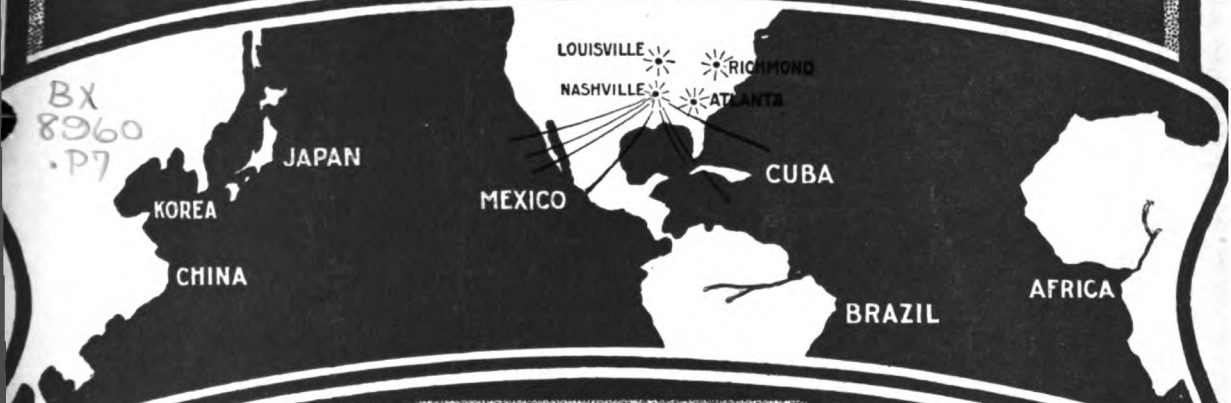 LOUISVILLE
RICHMOND
NASHVILLE
ATLANTA
BX
8960
.P7
JAPAN
CUBA
MEXICO
KOREA
CHINA
AFRICA
BRAZIL